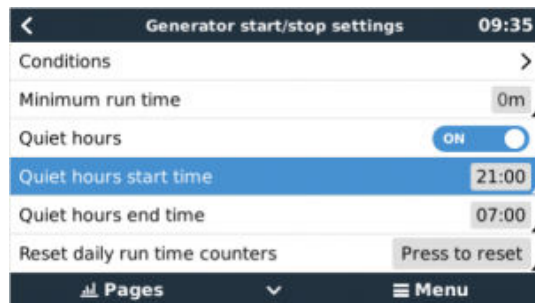 Generator start/stop settings 09:35
Conditions
Minimum run time 0m
Quiet hours ON
Quiet hours start time 21:00
Quiet hours end time 07:00
Reset daily run time counters Press to reset
Pages Menu